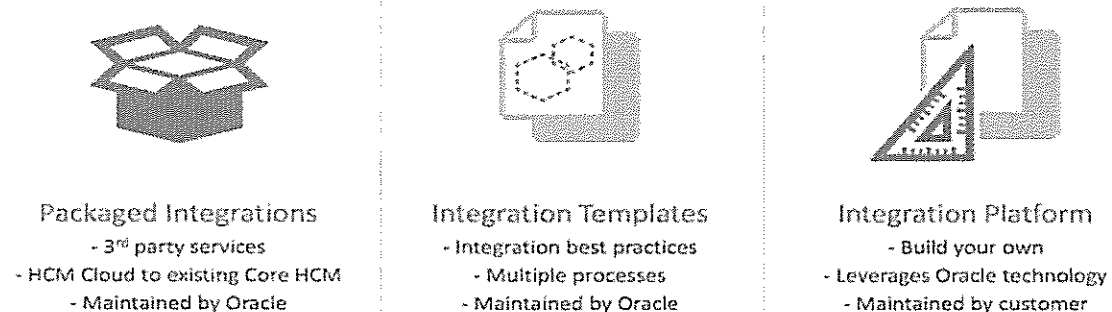 Packaged Integrations
- 3rd party services
- HCM Cloud to existing Core HCM
- Maintained by Oracle
Integration Templates
- Integration best practices
- Multiple processes
- Maintained by Oracle
Integration Platform
- Build your own
- Leverages Oracle technology
- Maintained by customer